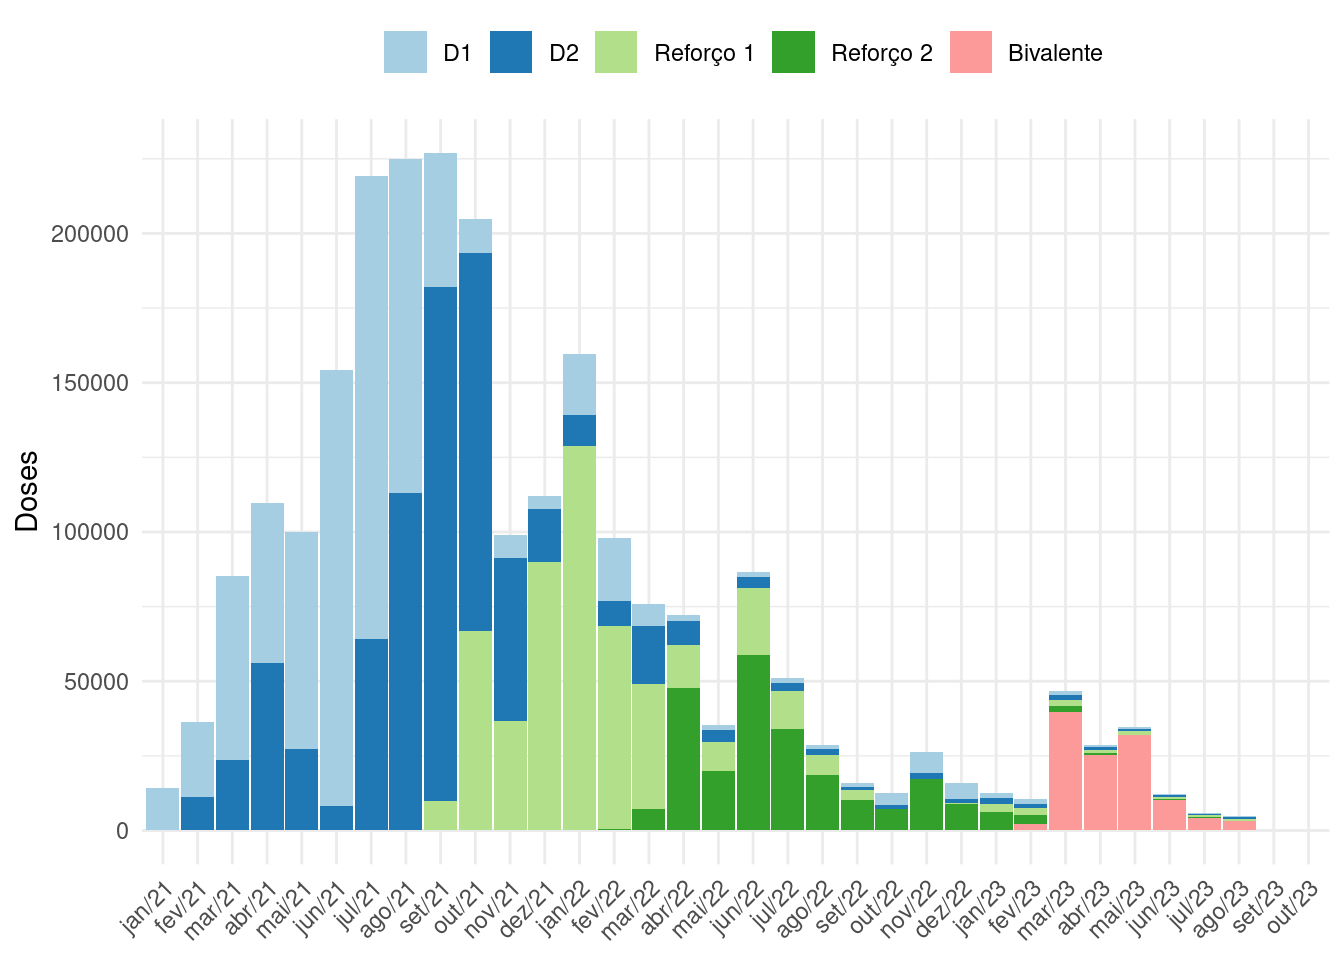 D1 D2 Reforço 1 Reforço 2 Bivalente
Doses
200000
150000
100000
50000
0
jan/21 fev/21 mar/21 abr/21 mai/21 jun/21 jul/21 ago/21 set/21 out/21 nov/21 dez/21 jan/22 fev/22 mar/22 abr/22 mai/22 jun/22 jul/22 ago/22 set/22 out/22 nov/22 dez/22 jan/23 fev/23 mar/23 abr/23 mai/23 jun/23 jul/23 ago/23 set/23 out/23